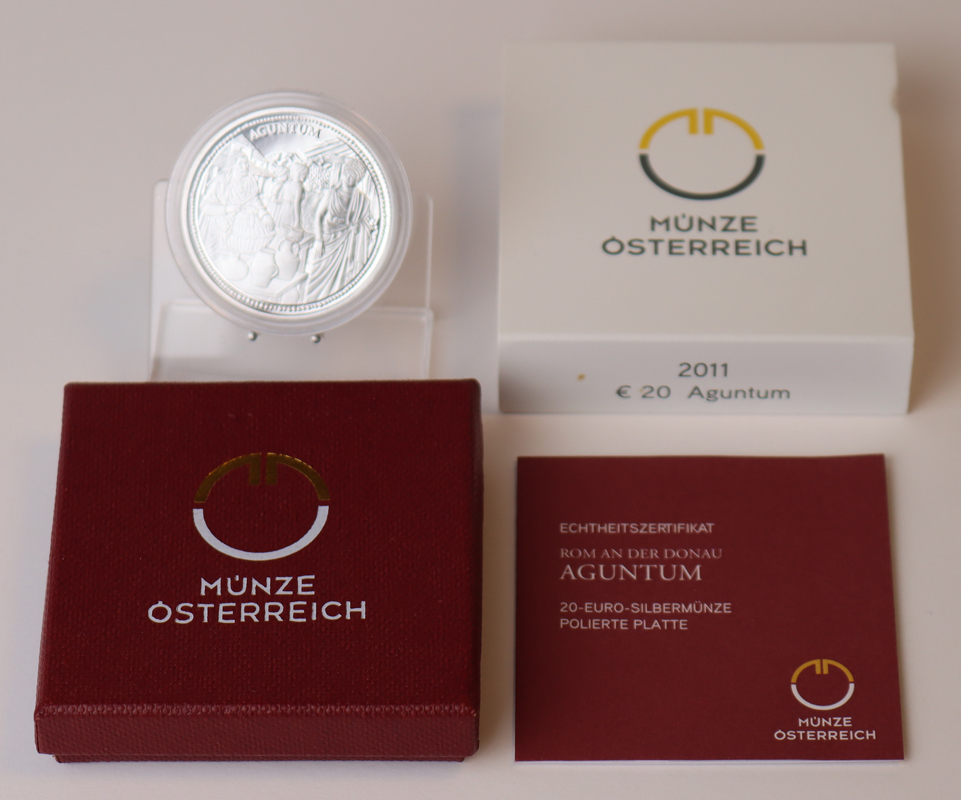 AGUNTUM
MÜNZE
ÖSTERREICH
2011
€ 20 Aguntum
MÜNZE
ÖSTERREICH
ECHTHEITSZERTIFIKAT
ROM AN DER DONAU
AGUNTUM
20-EURO-SILBERMÜNZE
POLIERTE PLATTE
MÜNZE
ÖSTERREICH